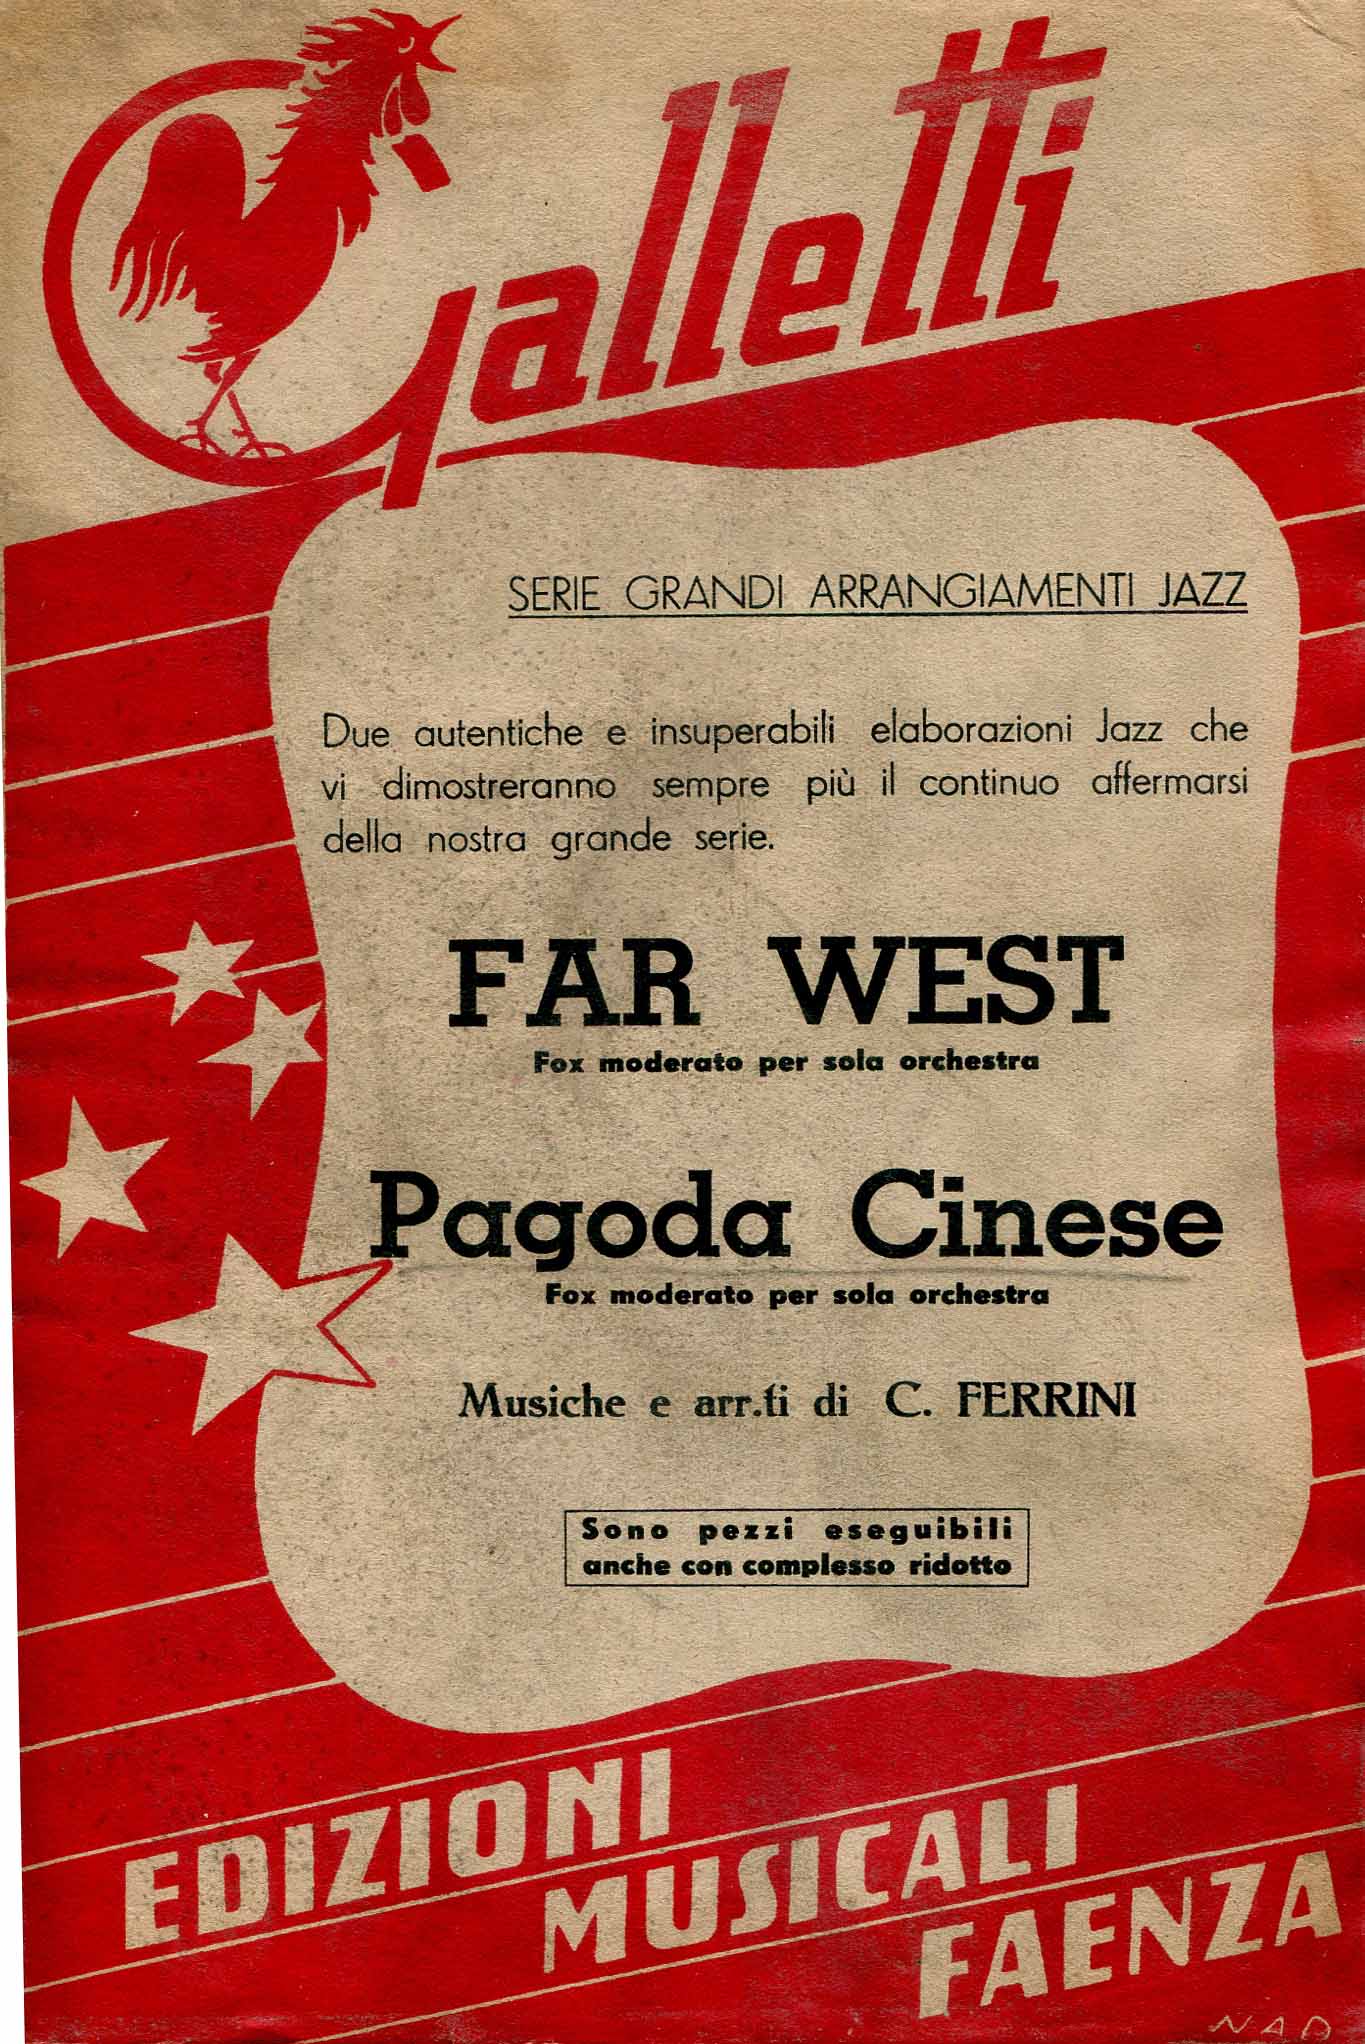 Galletti
SERIE GRANDI ARRANGIAMENTI JAZZ
Due autentiche e insuperabili elaborazioni Jazz che
vi dimostreranno sempre più il continuo affermarsi
della nostra grande serie.
FAR WEST
Fox moderato per sola orchestra
Pagoda Cinese
Fox moderato per sola orchestra
Musiche e arr.ti di C. FERRINI
Sono pezzi eseguibili
anche con complesso ridotto
EDIZIONI
MUSICALI
FAENZA
NAD